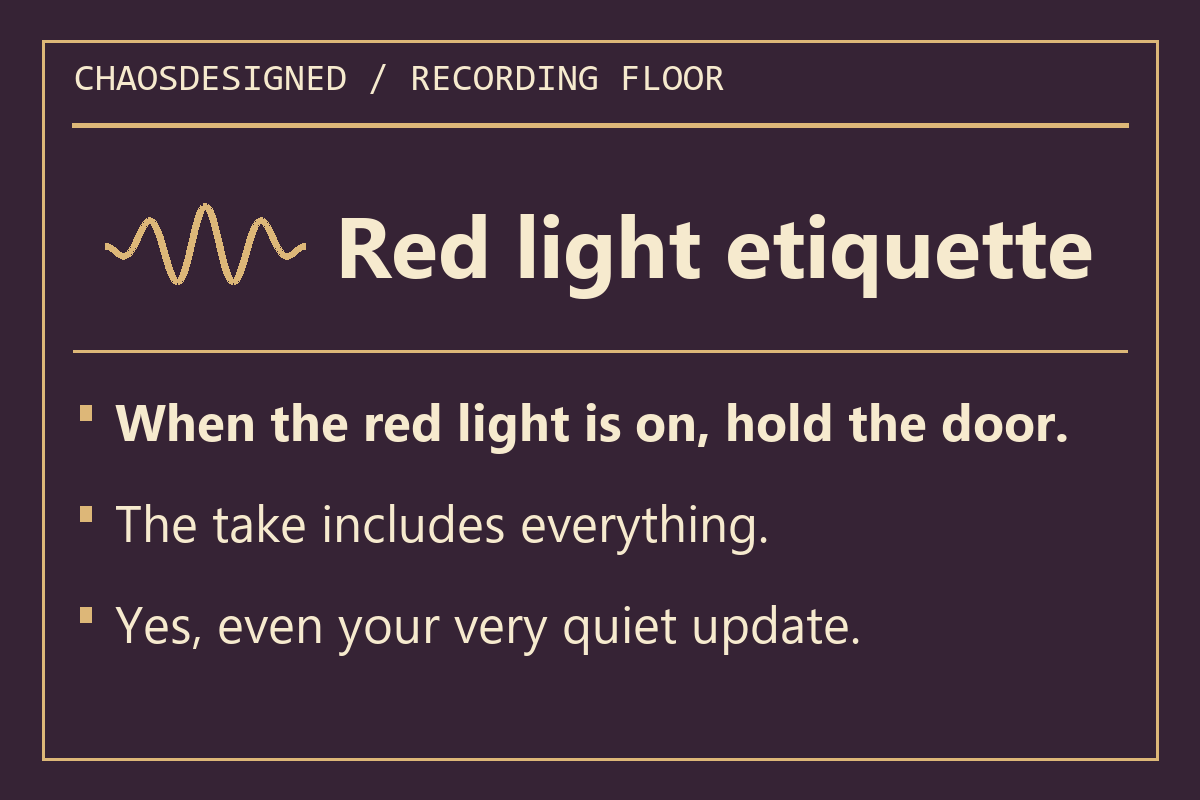 CHAOSDESIGNED / RECORDING FLOOR
Red light etiquette
When the red light is on, hold the door.
The take includes everything.
Yes, even your very quiet update.